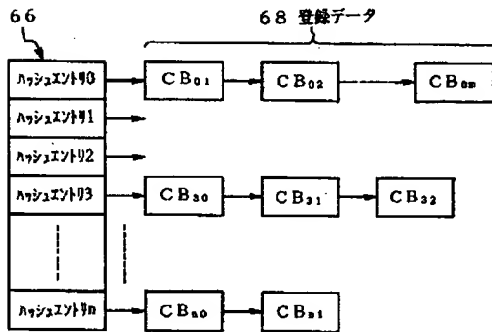 66
68 登録データ
ハッシュエントリ0 CB₀₁ CB₀₂ CB₀ₘ
ハッシュエントリ1
ハッシュエントリ2
ハッシュエントリ3 CB₃₀ CB₃₁ CB₃₂
ハッシュエントリn CBₙ₀ CBₙ₁